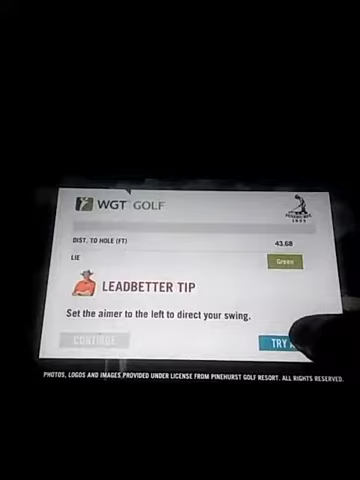 WGT GOLF
DIST. TO HOLE (FT) 43.68
LIE Green
LEADBETTER TIP
Set the aimer to the left to direct your swing.
CONTINUE TRY
PHOTOS, LOGOS AND IMAGES PROVIDED UNDER LICENSE FROM PINEHURST GOLF RESORT. ALL RIGHTS RESERVED.